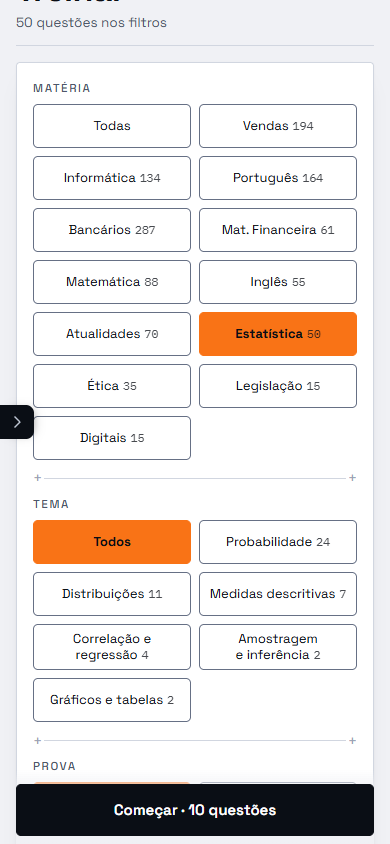 50 questões nos filtros
MATÉRIA
Todas
Vendas 194
Informática 134
Português 164
Bancários 287
Mat. Financeira 61
Matemática 88
Inglês 55
Atualidades 70
Estatística 50
Ética 35
Legislação 15
Digitais 15
TEMA
Todos
Probabilidade 24
Distribuições 11
Medidas descritivas 7
Correlação e
regressão 4
Amostragem
e inferência 2
Gráficos e tabelas 2
PROVA
Começar · 10 questões